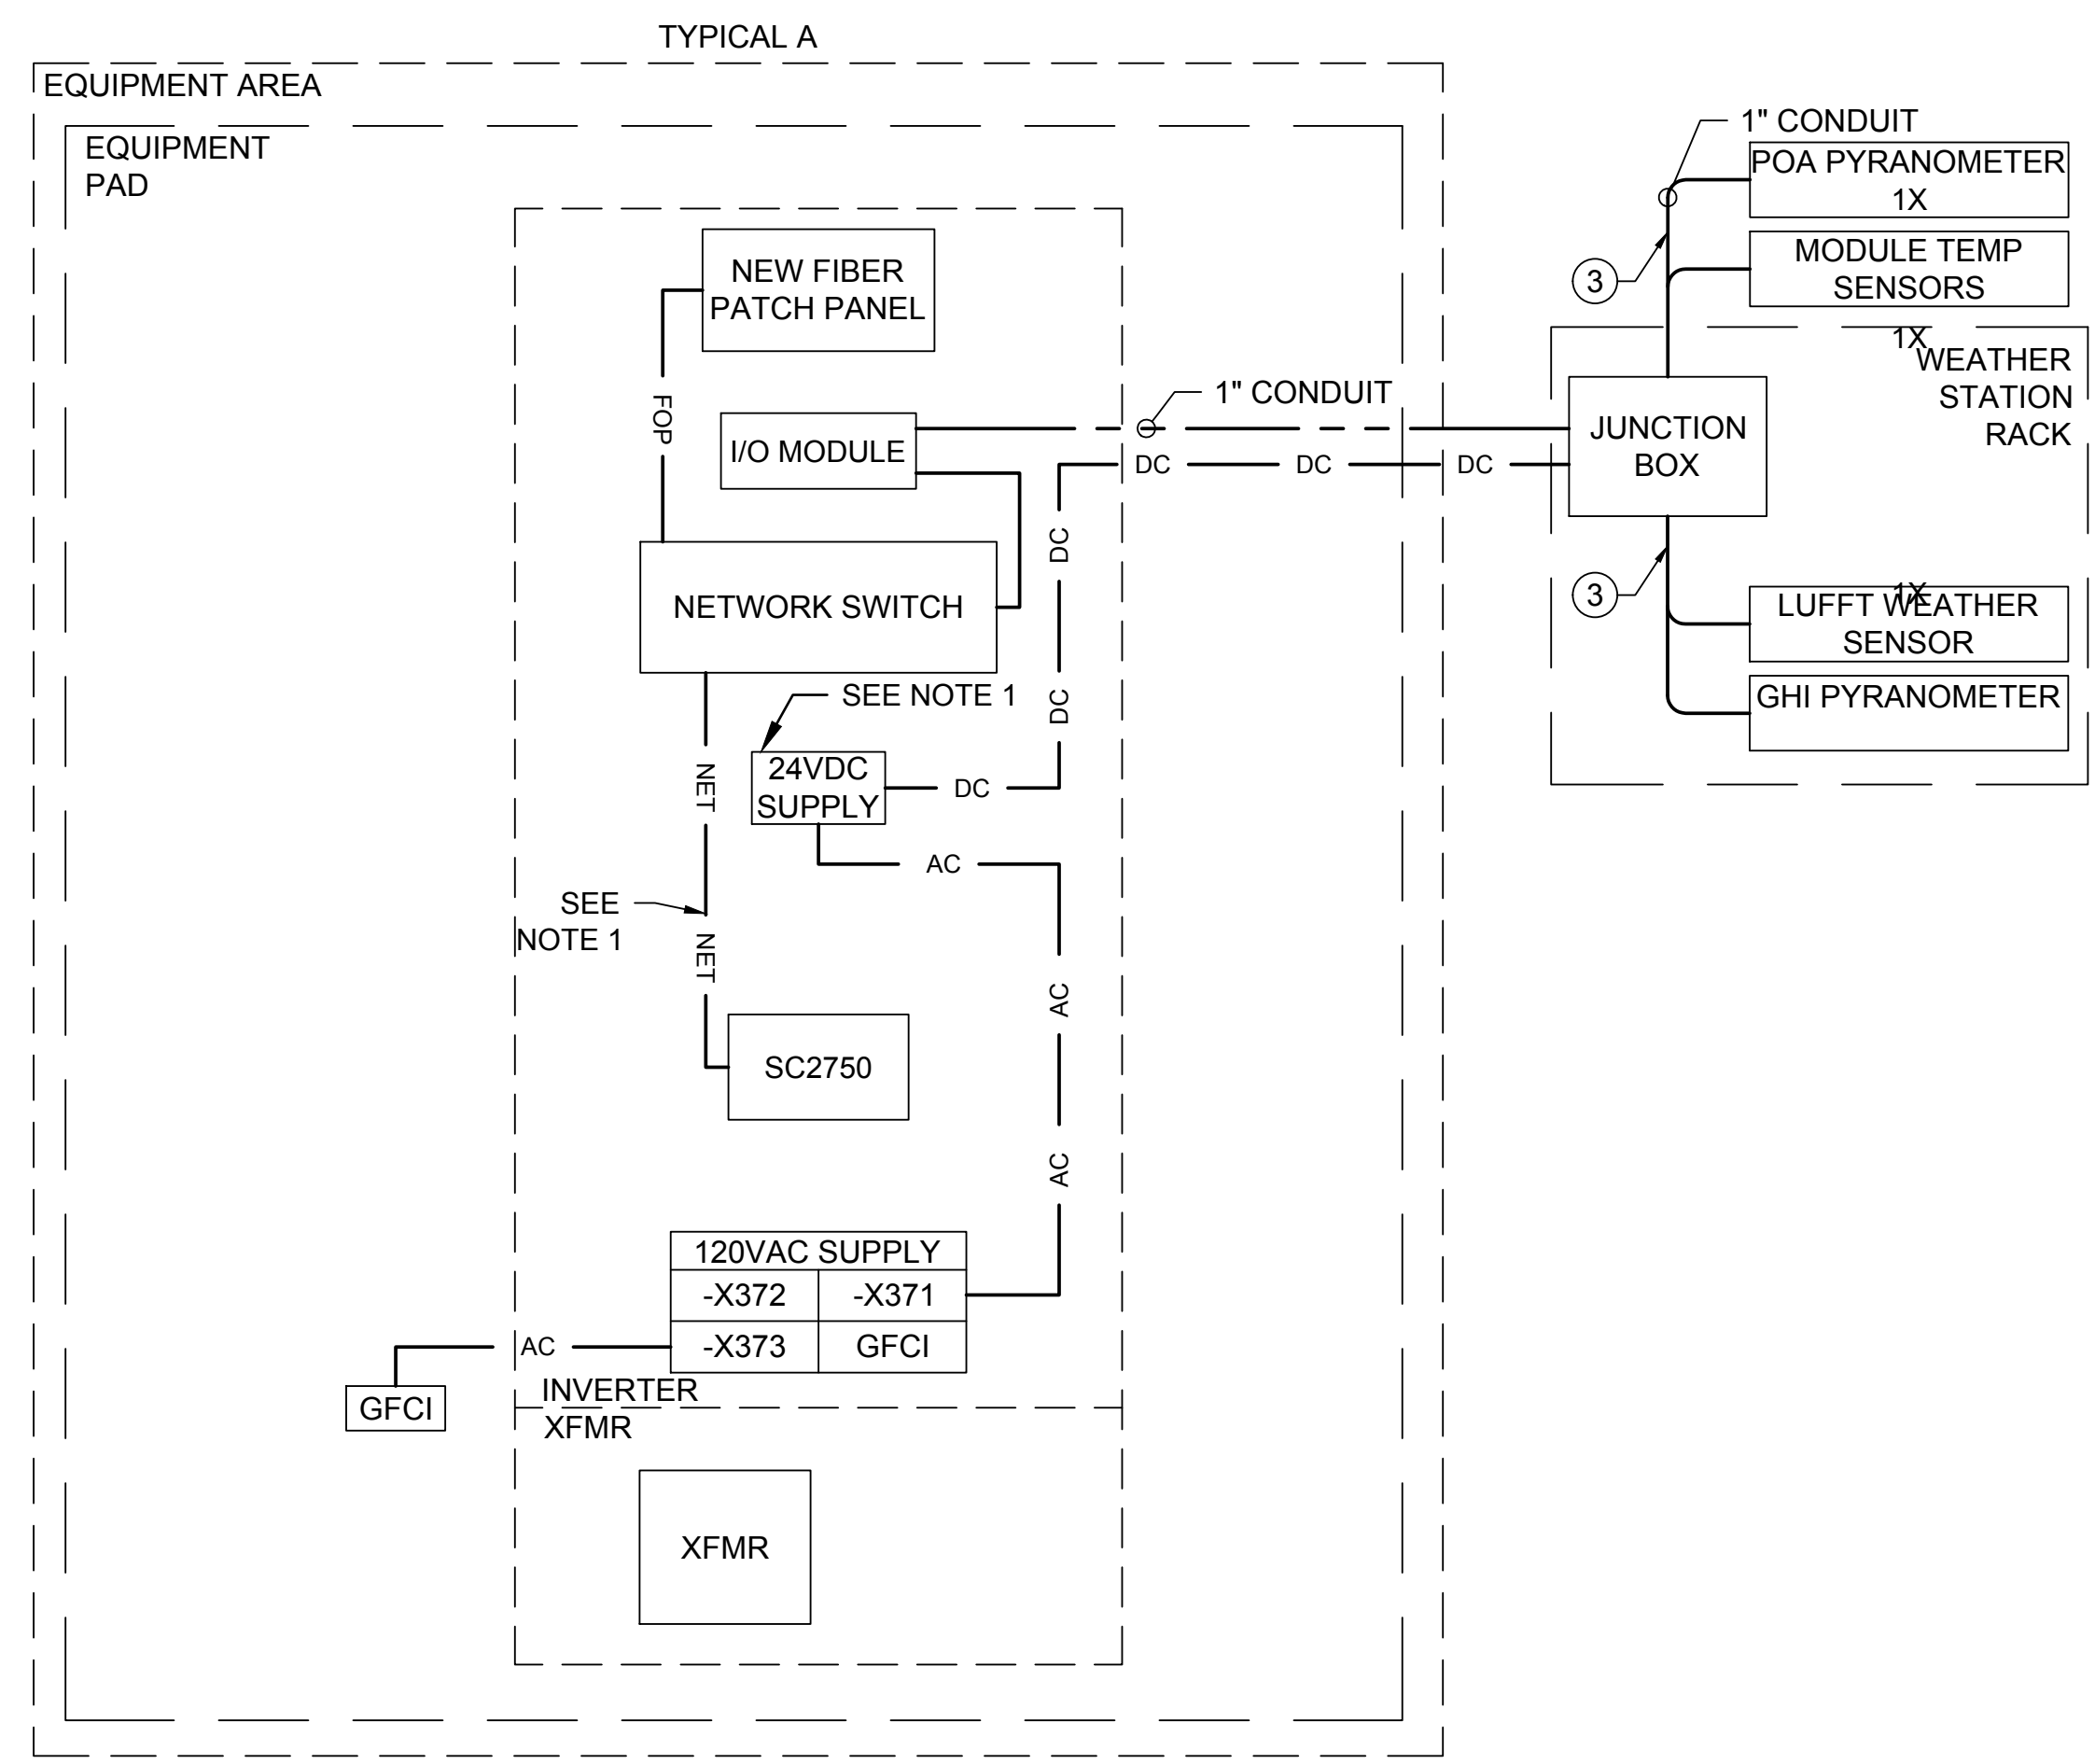 TYPICAL A
EQUIPMENT AREA
EQUIPMENT
PAD
1" CONDUIT
POA PYRANOMETER
1X
MODULE TEMP
SENSORS
1X
3
WEATHER
STATION
RACK
NEW FIBER
PATCH PANEL
FOP
I/O MODULE
1" CONDUIT
DC
DC
DC
JUNCTION
BOX
NETWORK SWITCH
DC
DC
3
1X
LUFFT WEATHER
SENSOR
GHI PYRANOMETER
SEE NOTE 1
24VDC
SUPPLY
DC
NET
AC
SEE
NOTE 1
NET
AC
SC2750
AC
120VAC SUPPLY
-X372
-X371
-X373
GFCI
AC
GFCI
INVERTER
XFMR
XFMR